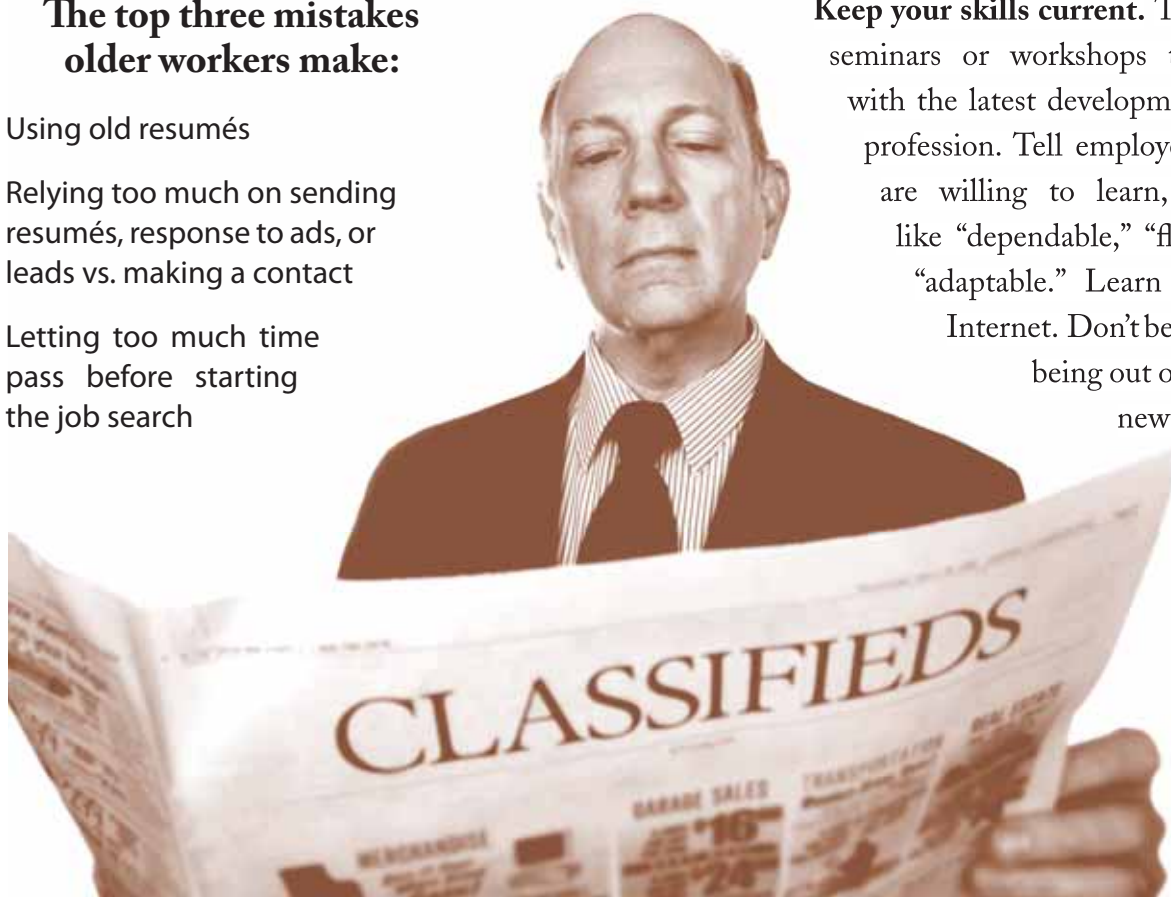 The top three mistakes
older workers make:
Using old resumés
Relying too much on sending
resumés, response to ads, or
leads vs. making a contact
Letting too much time
pass before starting
the job search
Keep your skills current.
seminars or workshops
with the latest developm
profession. Tell employ
are willing to learn,
like “dependable,” “fl
“adaptable.” Learn
Internet. Don’t be
being out o
new
CLASSIFIEDS
MERCHANDISE
GARAGE SALES
$16
$24
TRANSPORTATION
REAL ESTATE